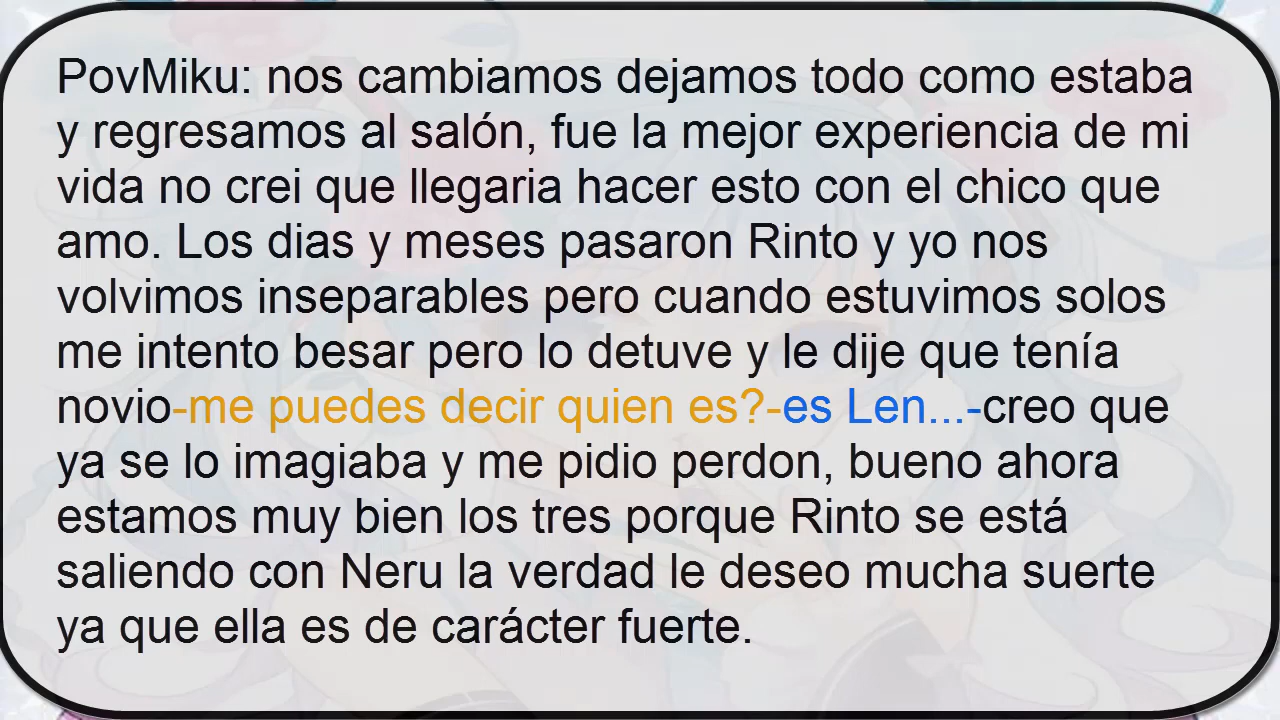 PovMiku: nos cambiamos dejamos todo como estaba
y regresamos al salón, fue la mejor experiencia de mi
vida no crei que llegaria hacer esto con el chico que
amo. Los dias y meses pasaron Rinto y yo nos
volvimos inseparables pero cuando estuvimos solos
me intento besar pero lo detuve y le dije que tenía
novio-me puedes decir quien es?-es Len...-creo que
ya se lo imagiaba y me pidio perdon, bueno ahora
estamos muy bien los tres porque Rinto se está
saliendo con Neru la verdad le deseo mucha suerte
ya que ella es de carácter fuerte.